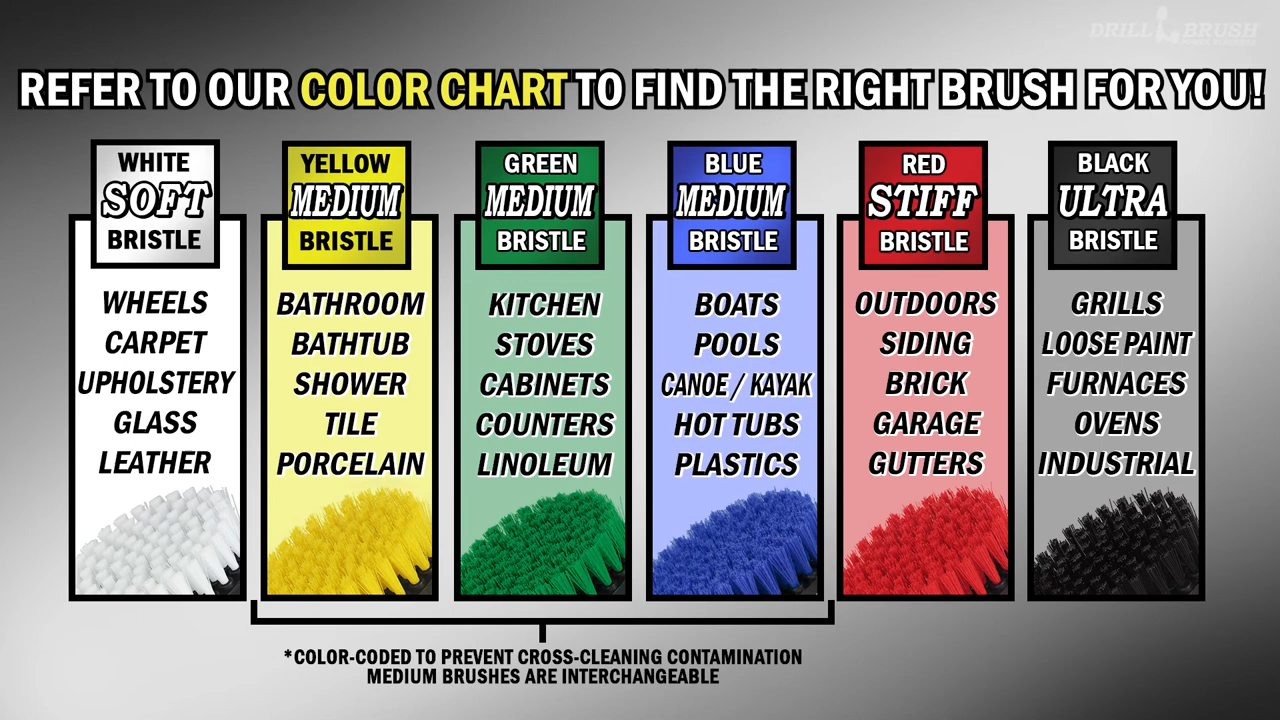 DRILL BRUSH
REFER TO OUR COLOR CHART TO FIND THE RIGHT BRUSH FOR YOU!
WHITE
SOFT
BRISTLE
WHEELS
CARPET
UPHOLSTERY
GLASS
LEATHER
YELLOW
MEDIUM
BRISTLE
BATHROOM
BATHTUB
SHOWER
TILE
PORCELAIN
GREEN
MEDIUM
BRISTLE
KITCHEN
STOVES
CABINETS
COUNTERS
LINOLEUM
BLUE
MEDIUM
BRISTLE
BOATS
POOLS
CANOE / KAYAK
HOT TUBS
PLASTICS
RED
STIFF
BRISTLE
OUTDOORS
SIDING
BRICK
GARAGE
GUTTERS
BLACK
ULTRA
BRISTLE
GRILLS
LOOSE PAINT
FURNACES
OVENS
INDUSTRIAL
*COLOR-CODED TO PREVENT CROSS-CLEANING CONTAMINATION
MEDIUM BRUSHES ARE INTERCHANGEABLE